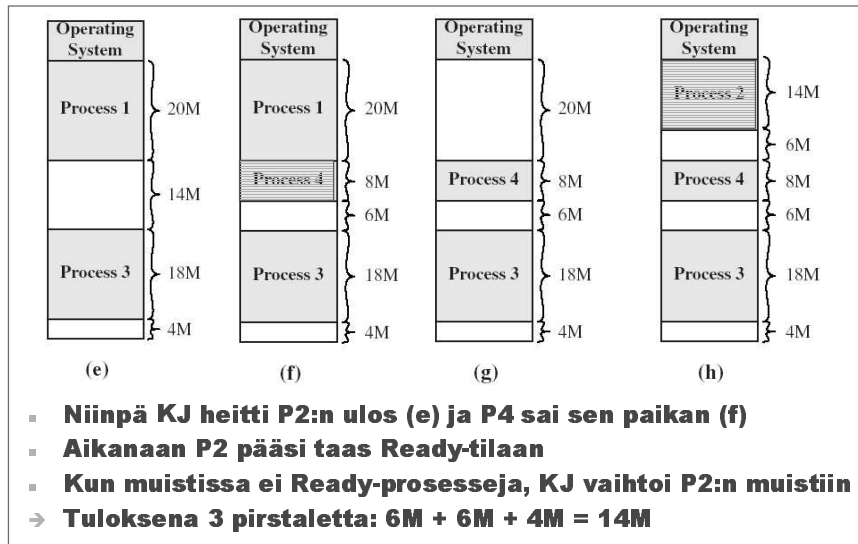 Operating System
Process 1
20M
14M
Process 3
18M
4M
(e)
Operating System
Process 1
20M
Process 4
8M
6M
Process 3
18M
4M
(f)
Operating System
20M
Process 4
8M
6M
Process 3
18M
4M
(g)
Operating System
Process 2
14M
6M
Process 4
8M
6M
Process 3
18M
4M
(h)
Niinpä KJ heitti P2:n ulos (e) ja P4 sai sen paikan (f)
Aikanaan P2 pääsi taas Ready-tilaan
Kun muistissa ei Ready-prosesseja, KJ vaihtoi P2:n muistiin
→ Tuloksena 3 pirstaletta: 6M + 6M + 4M = 14M